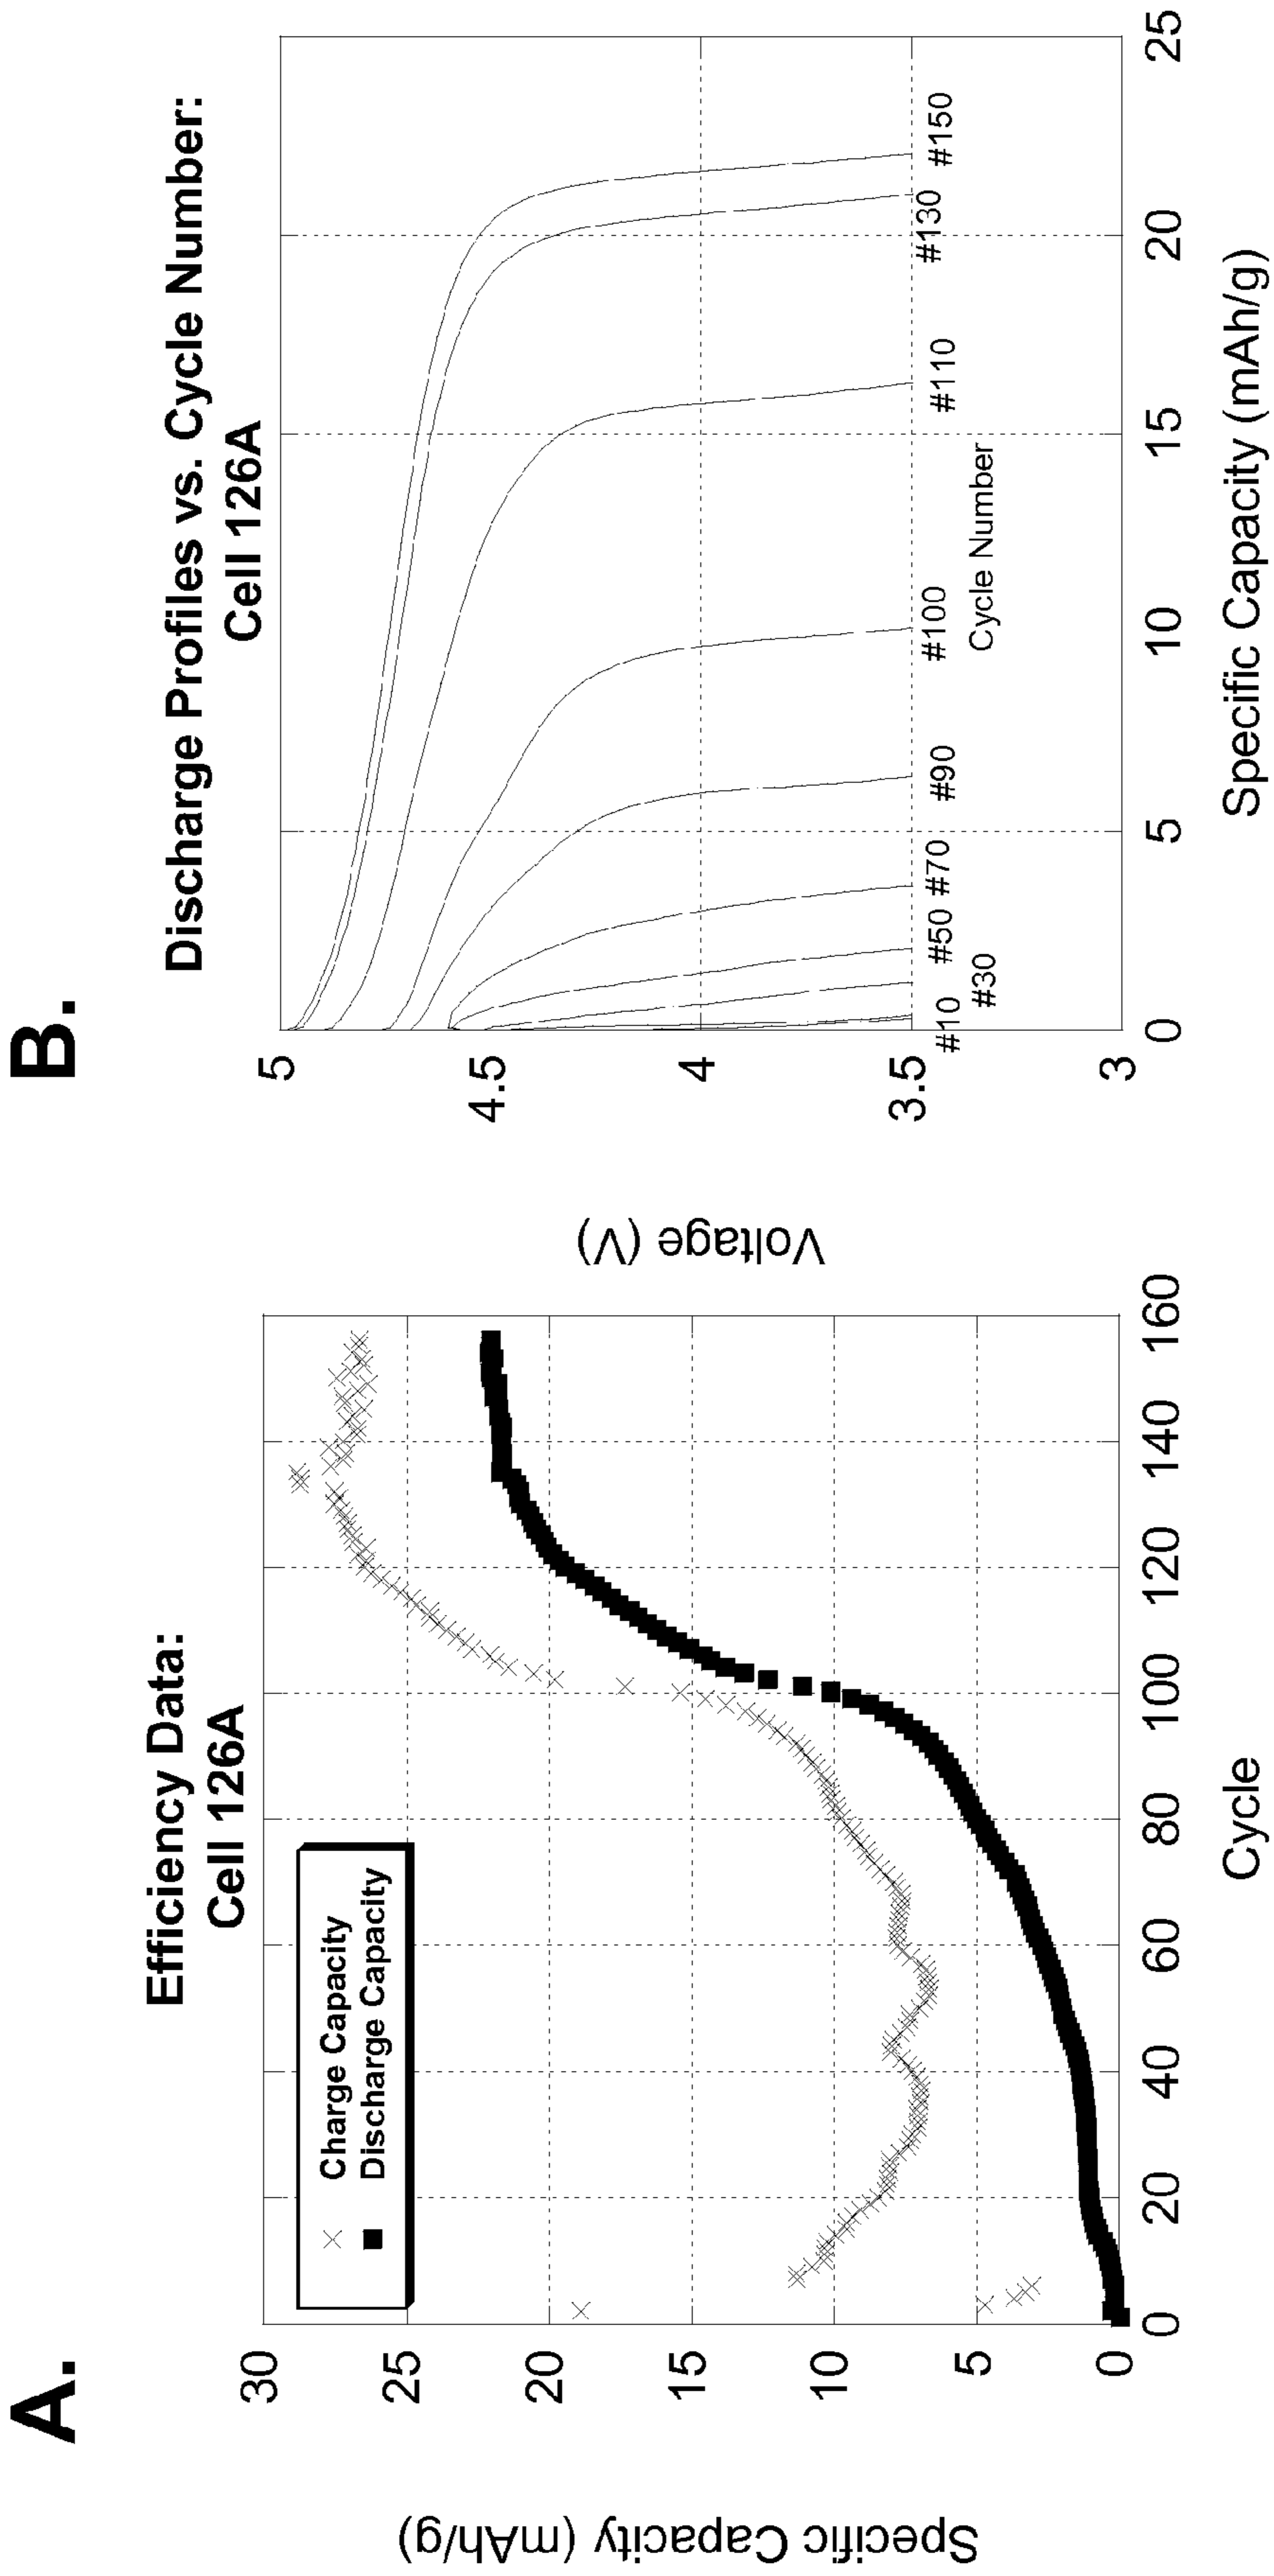 A.
Efficiency Data:
Cell 126A
Charge Capacity
Discharge Capacity
30
25
20
15
10
5
0
0 20 40 60 80 100 120 140 160
Specific Capacity (mAh/g)
Cycle
B.
Discharge Profiles vs. Cycle Number:
Cell 126A
5
4.5
4
3.5
3
Voltage (V)
#10
#30
#50
#70
#90
#100
#110
#130
#150
Cycle Number
0 5 10 15 20 25
Specific Capacity (mAh/g)